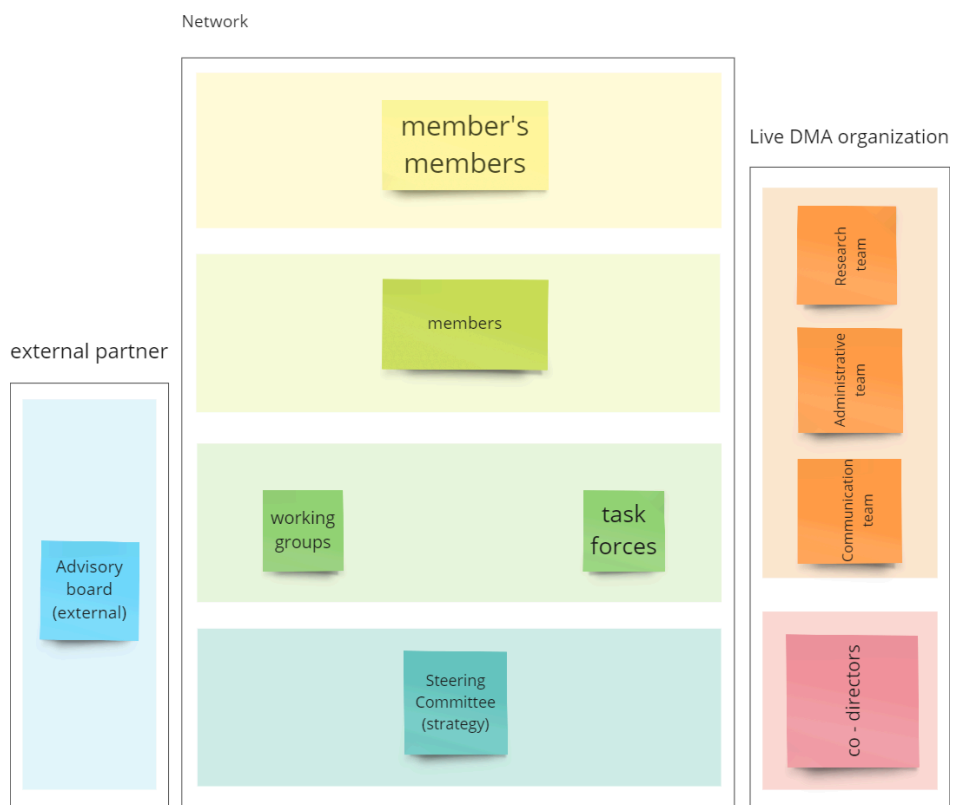 Network
member's
members
members
working
groups
task
forces
Steering
Committee
(strategy)
external partner
Advisory
board
(external)
Live DMA organization
Research
team
Administrative
team
Communication
team
co - directors